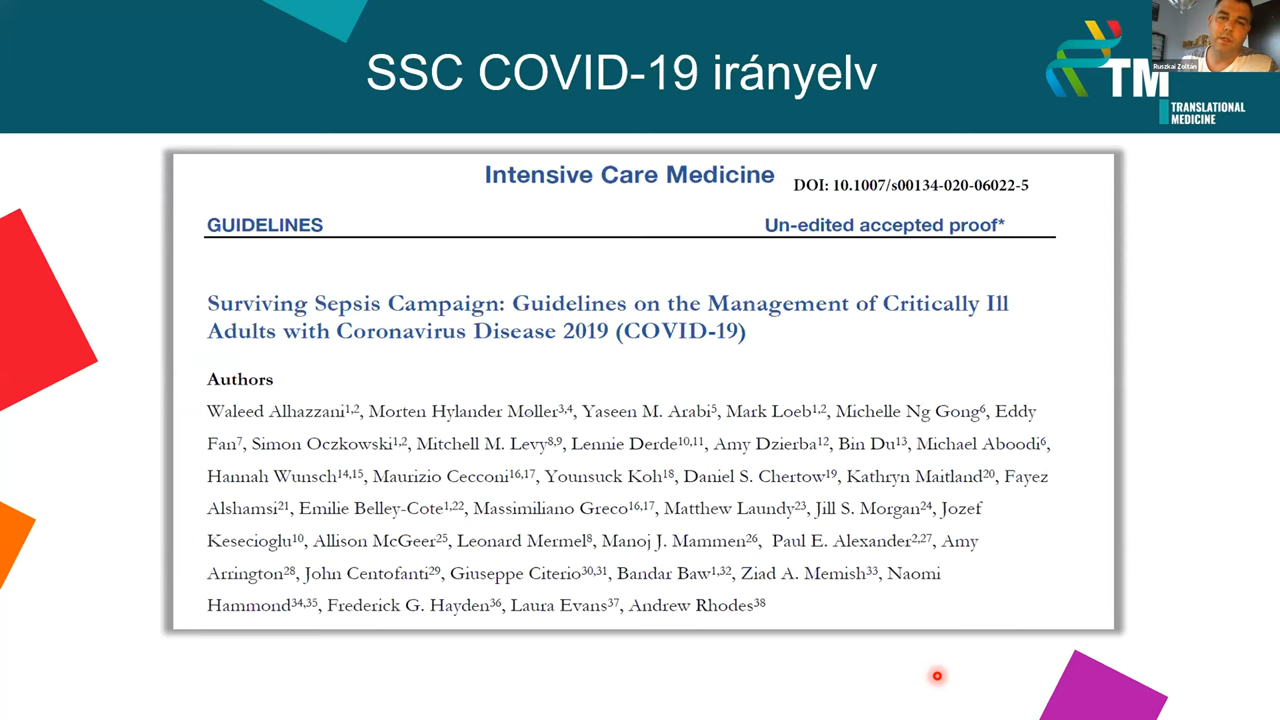 SSC COVID-19 irányelv
Ruszkai Zoltán
TM
TRANSLATIONAL
MEDICINE
Intensive Care Medicine
DOI: 10.1007/s00134-020-06022-5
GUIDELINES
Un-edited accepted proof*
Surviving Sepsis Campaign: Guidelines on the Management of Critically Ill
Adults with Coronavirus Disease 2019 (COVID-19)
Authors
Waleed Alhazzani1,2, Morten Hylander Moller3,4, Yaseen M. Arabi5, Mark Loeb1,2, Michelle Ng Gong6, Eddy
Fan7, Simon Oczkowski1,2, Mitchell M. Levy8,9, Lennie Derde10,11, Amy Dzierba12, Bin Du13, Michael Aboodi6,
Hannah Wunsch14,15, Maurizio Cecconi16,17, Younsuck Koh18, Daniel S. Chertow19, Kathryn Maitland20, Fayez
Alshamsi21, Emilie Belley-Cote1,22, Massimiliano Greco16,17, Matthew Laundy23, Jill S. Morgan24, Jozef
Kesecioglu10, Allison McGeer25, Leonard Mermel8, Manoj J. Mammen26, Paul E. Alexander2,27, Amy
Arrington28, John Centofanti29, Giuseppe Citerio30,31, Bandar Baw1,32, Ziad A. Memish33, Naomi
Hammond34,35, Frederick G. Hayden36, Laura Evans37, Andrew Rhodes38